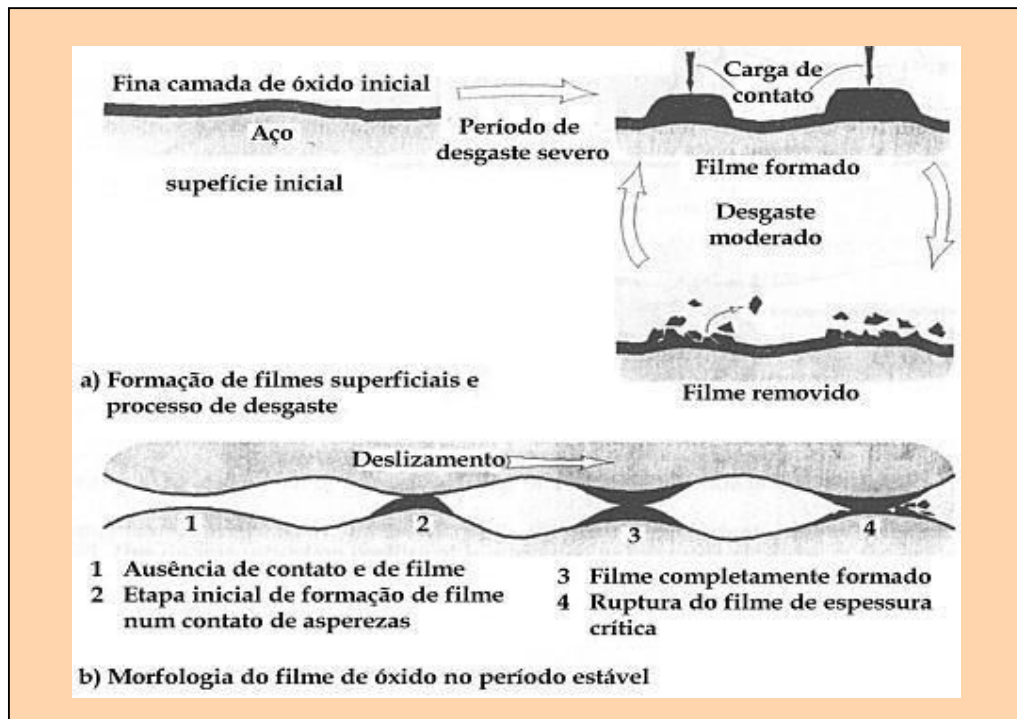 Fina camada de óxido inicial
Aço
supefície inicial
Período de
desgaste severo
Carga de
contato
Filme formado
Desgaste
moderado
Filme removido
a) Formação de filmes superficiais e
processo de desgaste
Deslizamento
1
2
3
4
1 Ausência de contato e de filme
2 Etapa inicial de formação de filme
num contato de asperezas
3 Filme completamente formado
4 Ruptura do filme de espessura
crítica
b) Morfologia do filme de óxido no período estável